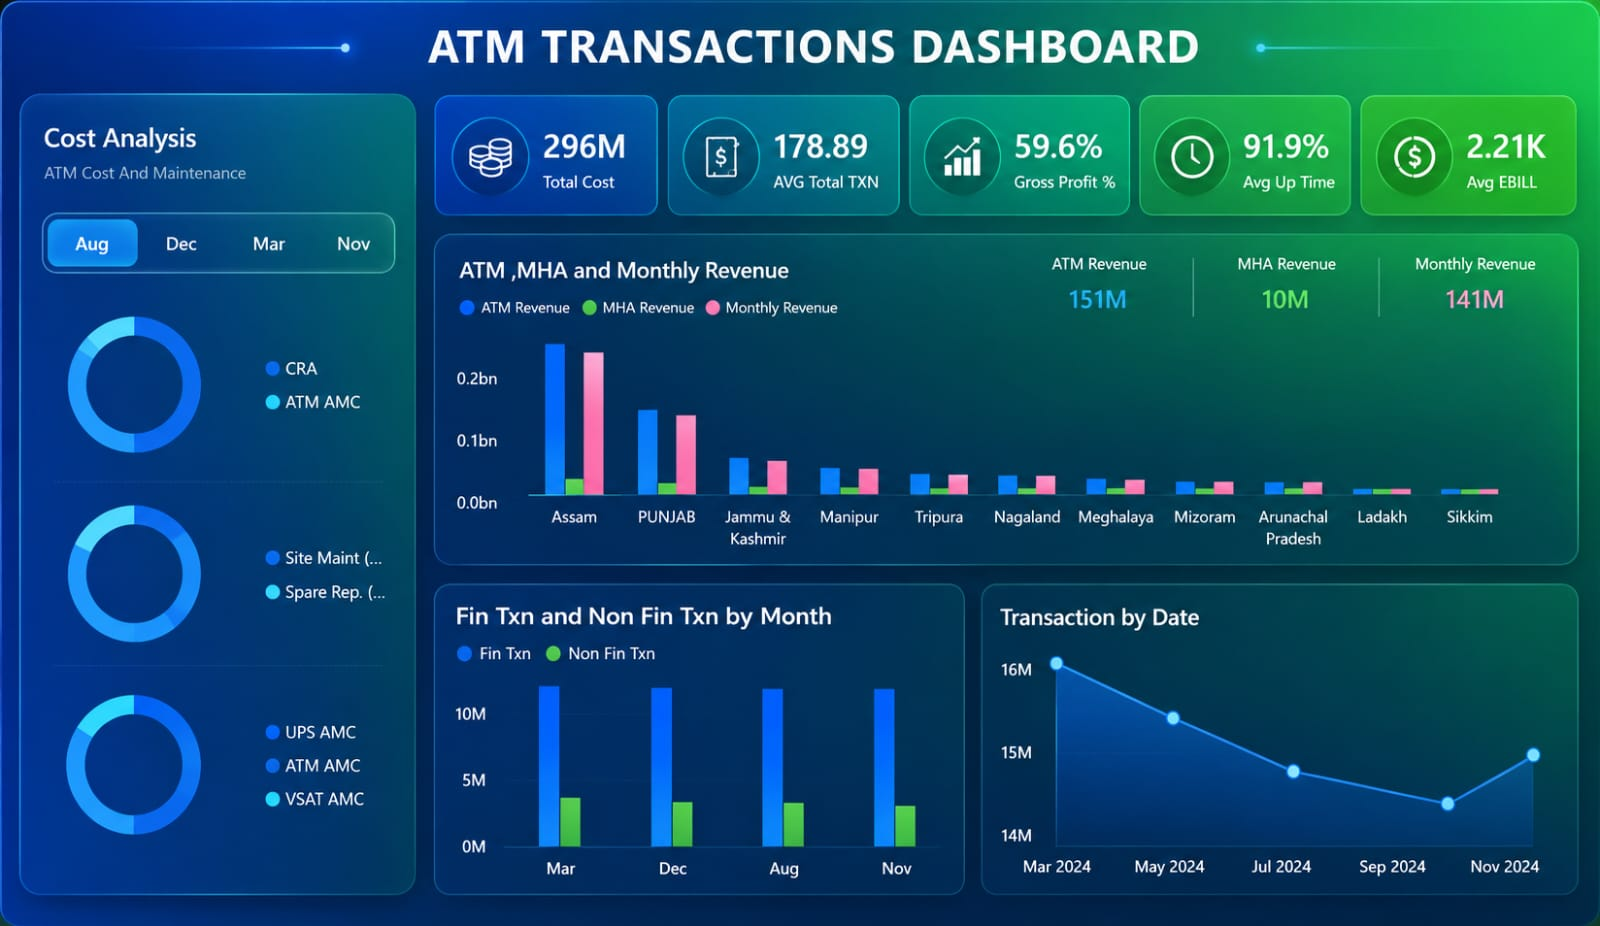 ATM TRANSACTIONS DASHBOARD
Cost Analysis
ATM Cost And Maintenance
Aug Dec Mar Nov
CRA
ATM AMC
Site Maint (...
Spare Rep. (...
UPS AMC
ATM AMC
VSAT AMC
296M
Total Cost
178.89
AVG Total TXN
59.6%
Gross Profit %
91.9%
Avg Up Time
2.21K
Avg EBILL
ATM ,MHA and Monthly Revenue
ATM Revenue MHA Revenue Monthly Revenue
ATM Revenue
151M
MHA Revenue
10M
Monthly Revenue
141M
0.2bn
0.1bn
0.0bn
Assam PUNJAB Jammu & Kashmir Manipur Tripura Nagaland Meghalaya Mizoram Arunachal Pradesh Ladakh Sikkim
Fin Txn and Non Fin Txn by Month
Fin Txn Non Fin Txn
10M
5M
0M
Mar Dec Aug Nov
Transaction by Date
16M
15M
14M
Mar 2024 May 2024 Jul 2024 Sep 2024 Nov 2024